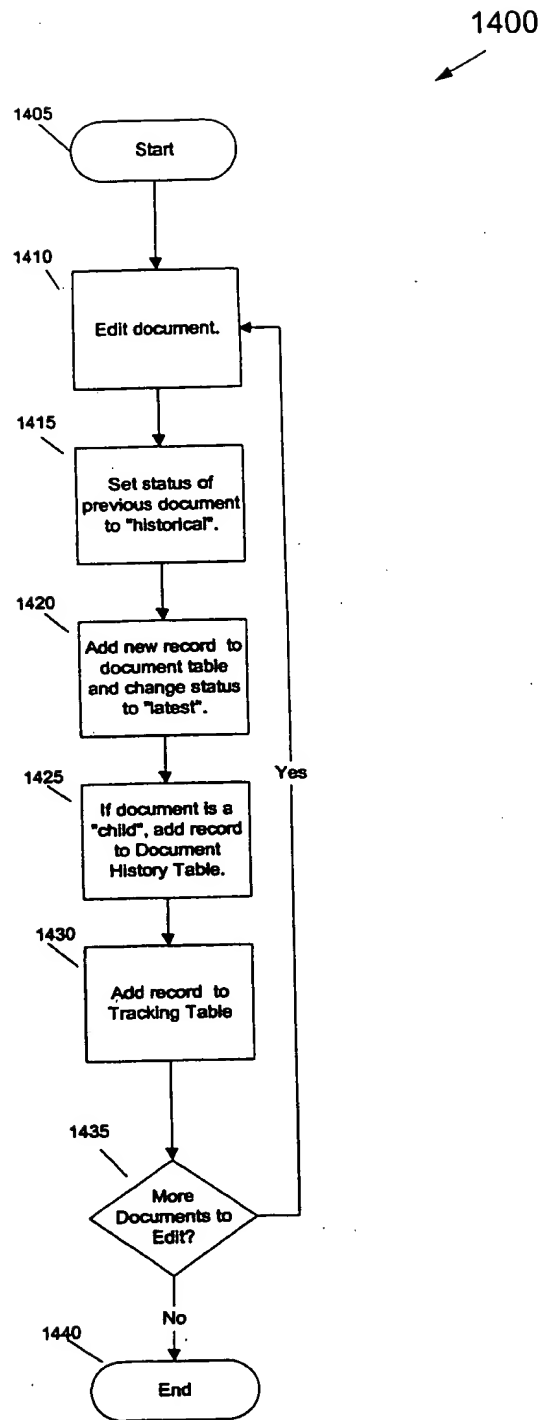 1400
1405
Start
1410
Edit document.
1415
Set status of
previous document
to "historical".
1420
Add new record to
document table
and change status
to "latest".
Yes
1425
If document is a
"child", add record
to Document
History Table.
1430
Add record to
Tracking Table
1435
More
Documents to
Edit?
No
1440
End